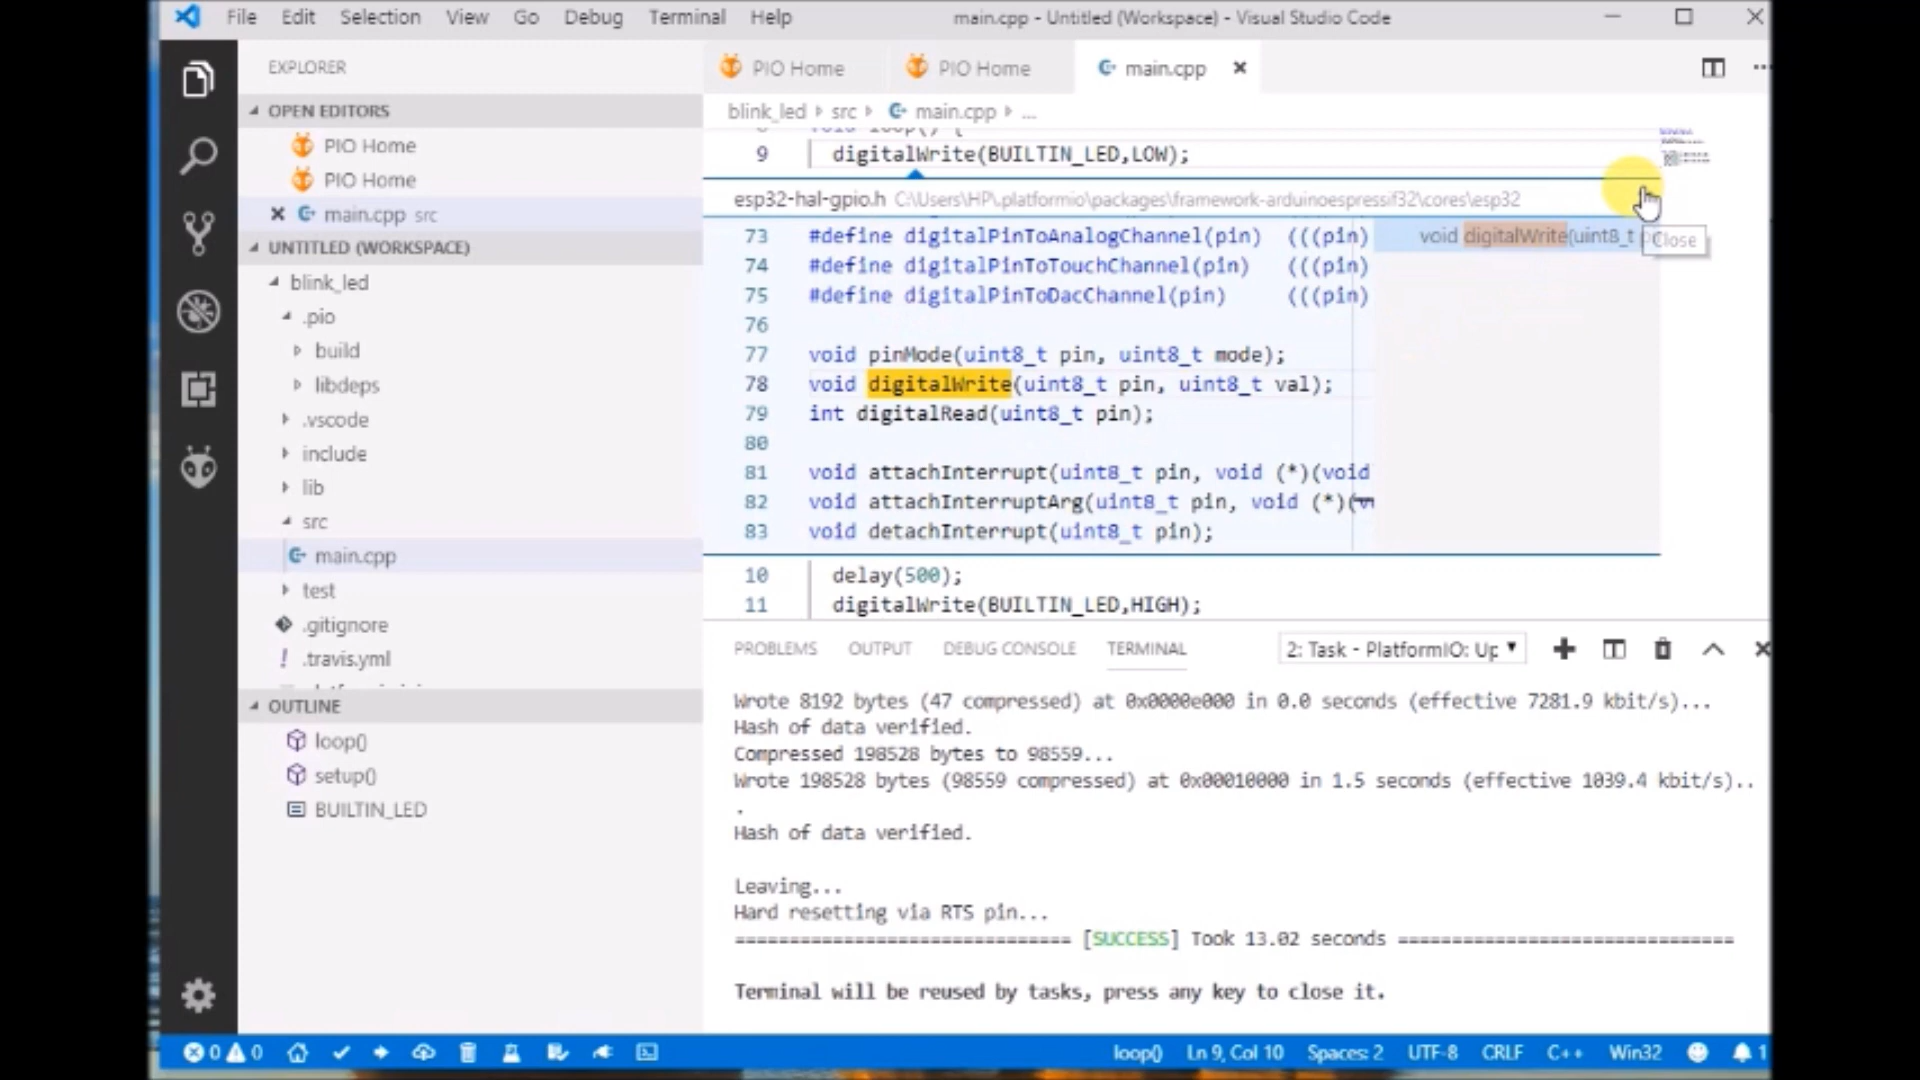 File Edit Selection View Go Debug Terminal Help
main.cpp - Untitled (Workspace) - Visual Studio Code
EXPLORER
OPEN EDITORS
PIO Home
PIO Home
main.cpp src
UNTITLED (WORKSPACE)
blink_led
.pio
build
libdeps
.vscode
include
lib
src
main.cpp
test
.gitignore
.travis.yml
OUTLINE
loop()
setup()
BUILTIN_LED
PIO Home PIO Home main.cpp
blink_led src main.cpp ...
8 void loop() {
9 digitalWrite(BUILTIN_LED,LOW);
esp32-hal-gpio.h C:\Users\HP\.platformio\packages\framework-arduinoespressif32\cores\esp32
73 #define digitalPinToAnalogChannel(pin) (((pin)
74 #define digitalPinToTouchChannel(pin) (((pin)
75 #define digitalPinToDacChannel(pin) (((pin)
76
77 void pinMode(uint8_t pin, uint8_t mode);
78 void digitalWrite(uint8_t pin, uint8_t val);
79 int digitalRead(uint8_t pin);
80
81 void attachInterrupt(uint8_t pin, void (*)(void
82 void attachInterruptArg(uint8_t pin, void (*)(
83 void detachInterrupt(uint8_t pin);
void digitalWrite(uint8_t
Close
10 delay(500);
11 digitalWrite(BUILTIN_LED,HIGH);
PROBLEMS OUTPUT DEBUG CONSOLE TERMINAL 2: Task - PlatformIO: Up
Wrote 8192 bytes (47 compressed) at 0x0000e000 in 0.0 seconds (effective 7281.9 kbit/s)...
Hash of data verified.
Compressed 198528 bytes to 98559...
Wrote 198528 bytes (98559 compressed) at 0x00010000 in 1.5 seconds (effective 1039.4 kbit/s)..
.
Hash of data verified.
Leaving...
Hard resetting via RTS pin...
=============================== [SUCCESS] Took 13.02 seconds ===============================
Terminal will be reused by tasks, press any key to close it.
0 0 loop() Ln 9, Col 10 Spaces: 2 UTF-8 CRLF C++ Win32 1